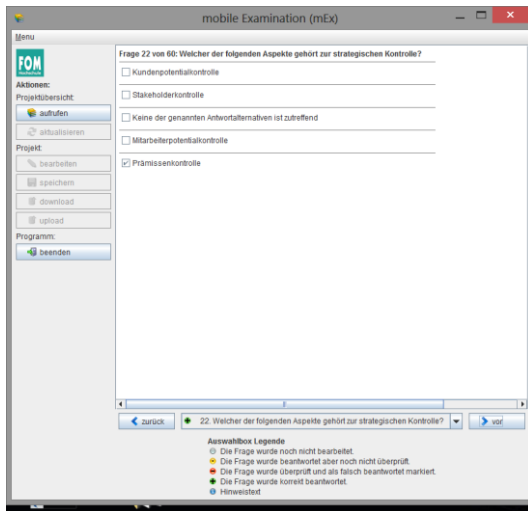 mobile Examination (mEx)
Menu
FOM
Hochschule
Aktionen:
Projektübersicht:
aufrufen
aktualisieren
Projekt:
bearbeiten
speichern
download
upload
Programm:
beenden
Frage 22 von 60: Welcher der folgenden Aspekte gehört zur strategischen Kontrolle?
Kundenpotentialkontrolle
Stakeholderkontrolle
Keine der genannten Antwortalternativen ist zutreffend
Mitarbeiterpotentialkontrolle
Prämissenkontrolle
zurück
22. Welcher der folgenden Aspekte gehört zur strategischen Kontrolle?
vor
Auswahlbox Legende
Die Frage wurde noch nicht bearbeitet.
Die Frage wurde beantwortet aber noch nicht überprüft.
Die Frage wurde überprüft und als falsch beantwortet markiert.
Die Frage wurde korrekt beantwortet.
Hinweistext